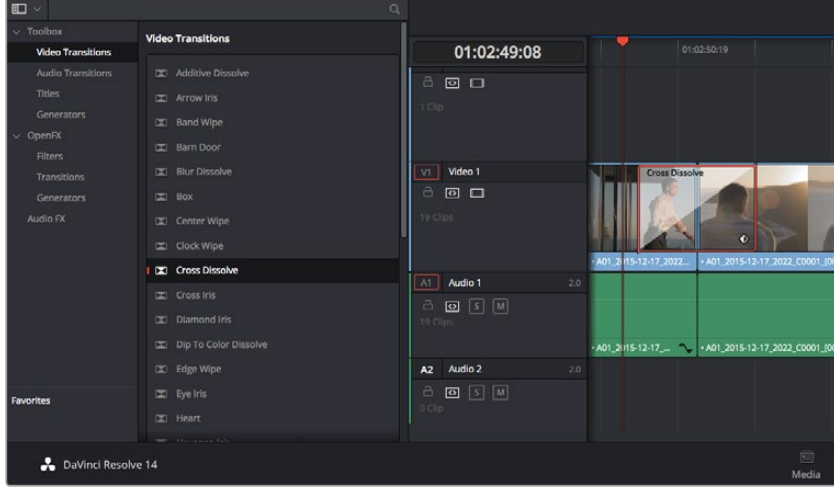 Toolbox
Video Transitions
Audio Transitions
Titles
Generators
OpenFX
Filters
Transitions
Generators
Audio FX
Favorites
Video Transitions
Additive Dissolve
Arrow Iris
Band Wipe
Barn Door
Blur Dissolve
Box
Center Wipe
Clock Wipe
Cross Dissolve
Cross Iris
Diamond Iris
Dip To Color Dissolve
Edge Wipe
Eye Iris
Heart
Hexagon Iris
01:02:49:08
01:02:50:19
1 Clip
V1 Video 1
19 Clips
A1 Audio 1 2.0
S M
19 Clips
A2 Audio 2 2.0
S M
0 Clip
Cross Dissolve
A01_2015-12-17_2022...
A01_2015-12-17_2022_C0001_[00
A01_2015-12-17_...
A01_2015-12-17_2022_C0001_[00
DaVinci Resolve 14
Media